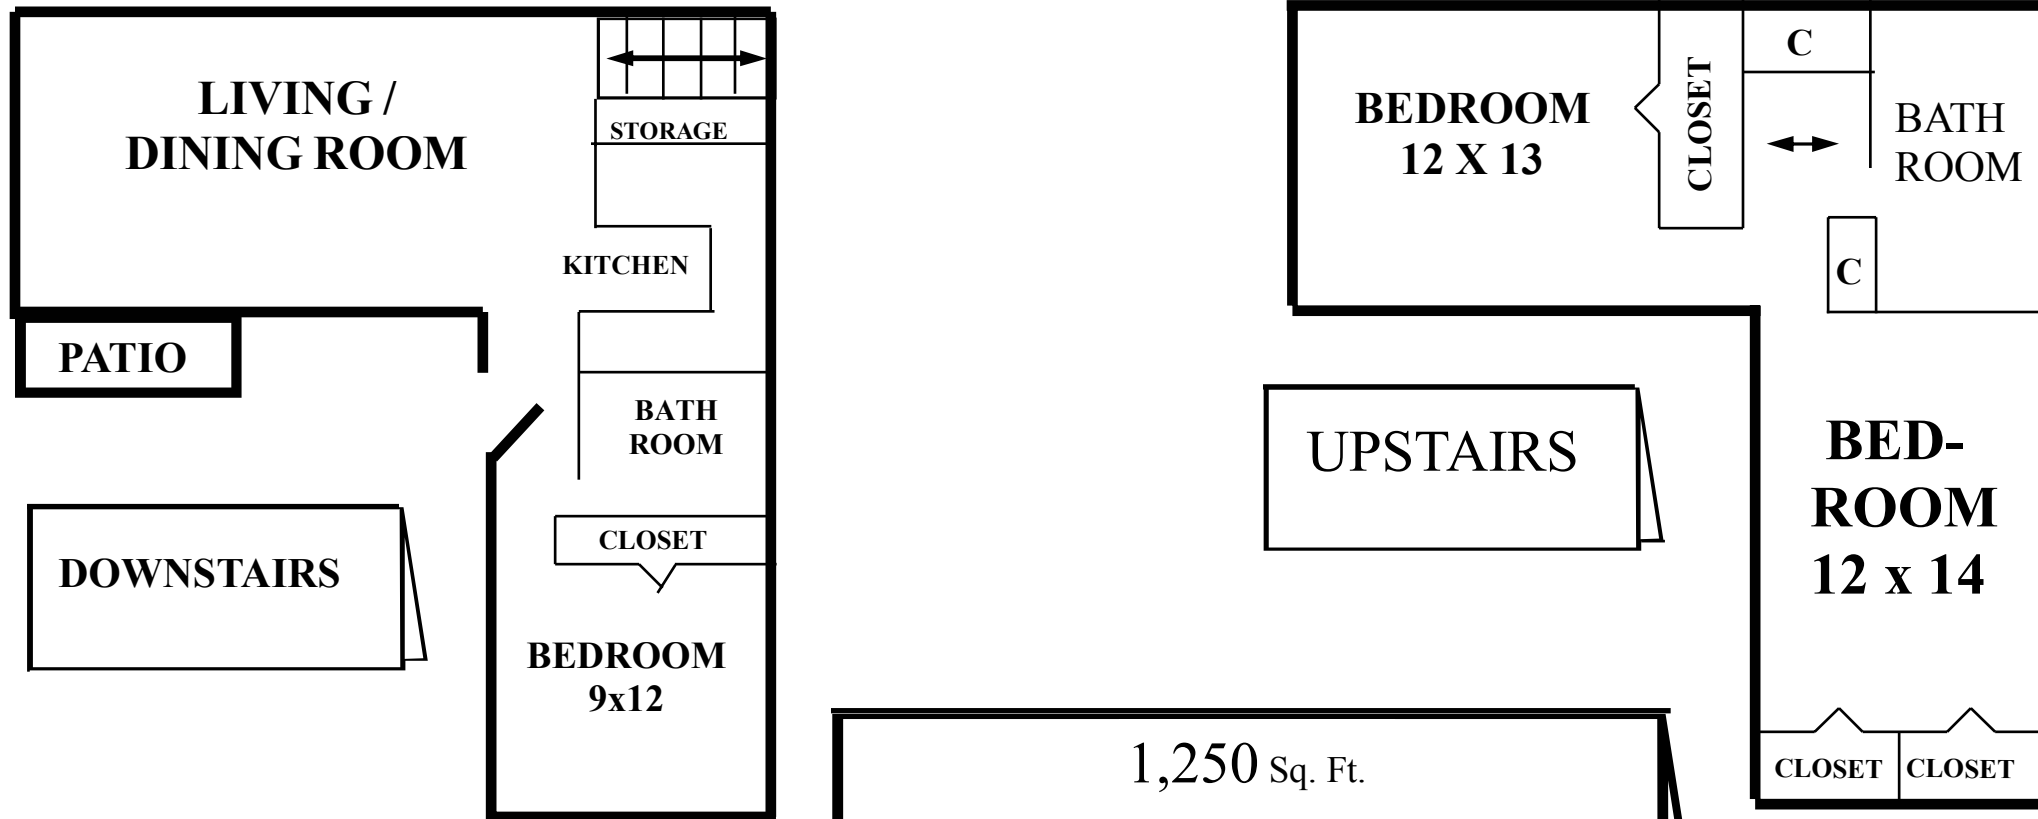 LIVING /
DINING ROOM
STORAGE
KITCHEN
PATIO
BATH
ROOM
CLOSET
DOWNSTAIRS
BEDROOM
9x12
BEDROOM
12 X 13
CLOSET
C
BATH
ROOM
C
UPSTAIRS
BED-
ROOM
12 x 14
CLOSET
CLOSET
1,250 Sq. Ft.